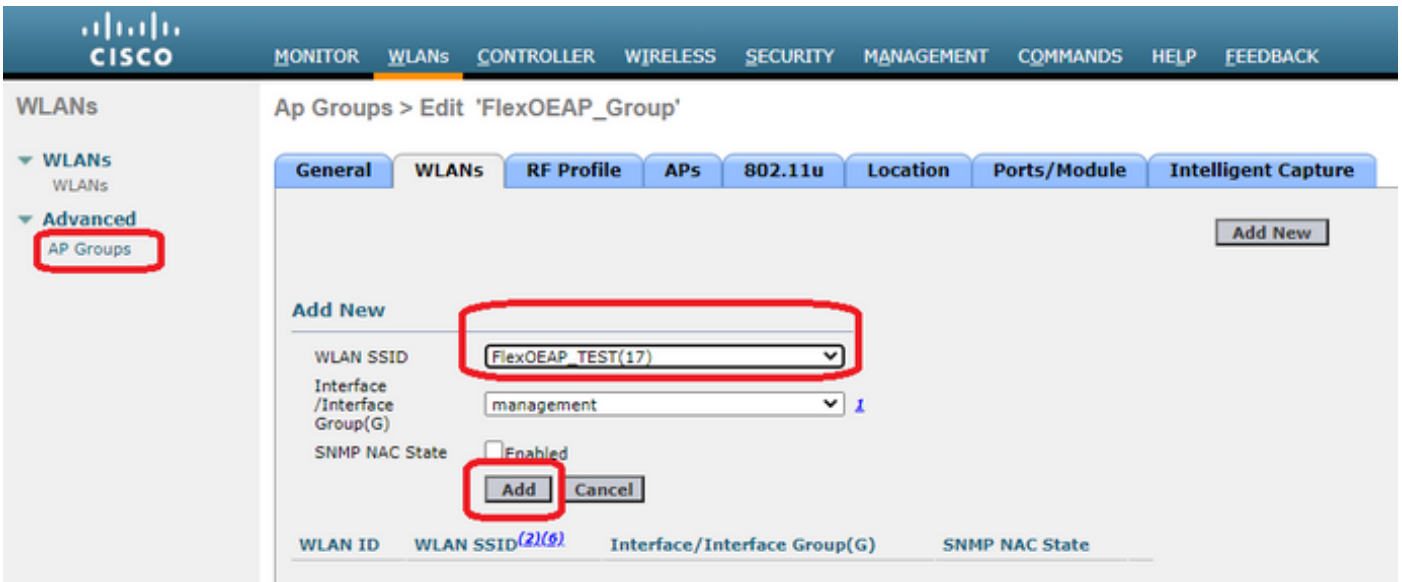 CISCO
MONITOR WLANs CONTROLLER WIRELESS SECURITY MANAGEMENT COMMANDS HELP FEEDBACK
WLANs
Ap Groups > Edit 'FlexOEAP_Group'
WLANs
WLANs
Advanced
AP Groups
General WLANs RF Profile APs 802.11u Location Ports/Module Intelligent Capture
Add New
Add New
WLAN SSID FlexOEAP_TEST(17)
Interface
/Interface management 1
Group(G)
SNMP NAC State Enabled
Add Cancel
WLAN ID WLAN SSID(2)(6) Interface/Interface Group(G) SNMP NAC State